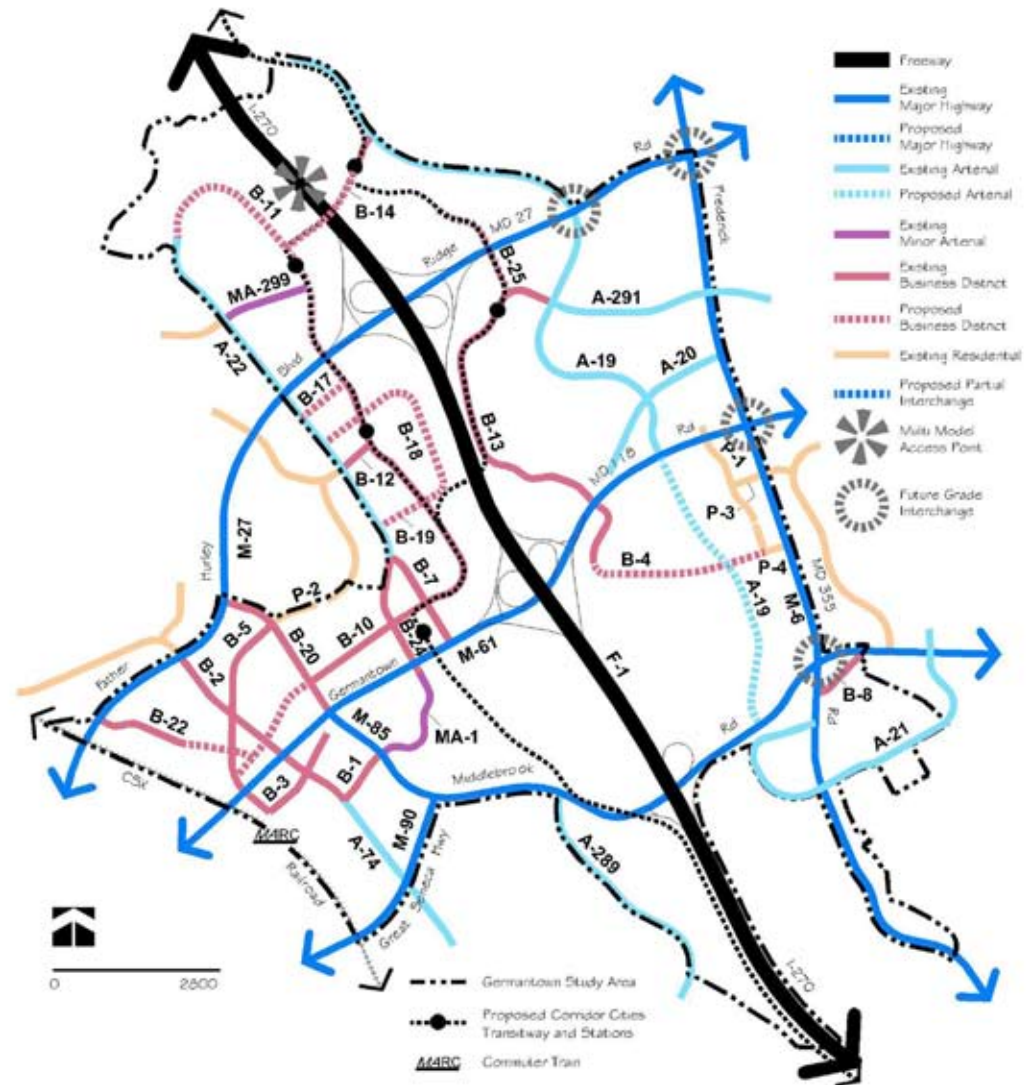 I-270
Rd
Frederick
B-11
B-14
MD 27
Ridge
B-25
MA-299
A-291
A-22
Blvd
A-19
A-20
B-17
B-13
B-18
Rd
MD 118
P-1
B-12
P-3
B-19
M-27
Hurley
B-7
B-4
P-4
A-19
M-6
MD 355
P-2
B-5
B-20
B-10
B-24
M-61
F-1
Father
B-2
Germantown
B-8
Rd
B-22
M-85
MA-1
Rd
A-21
CSX
B-3
B-1
Middlebrook
MARC
A-74
M-90
A-289
Railroad
Great Seneca Hwy
I-270
0 2800
Freeway
Existing
Major Highway
Proposed
Major Highway
Existing Arterial
Proposed Arterial
Existing
Minor Arterial
Existing
Business District
Proposed
Business District
Existing Residential
Proposed Partial
Interchange
Multi Model
Access Point
Future Grade
Interchange
Germantown Study Area
Proposed Corridor Cities
Transitway and Stations
MARC Commuter Train